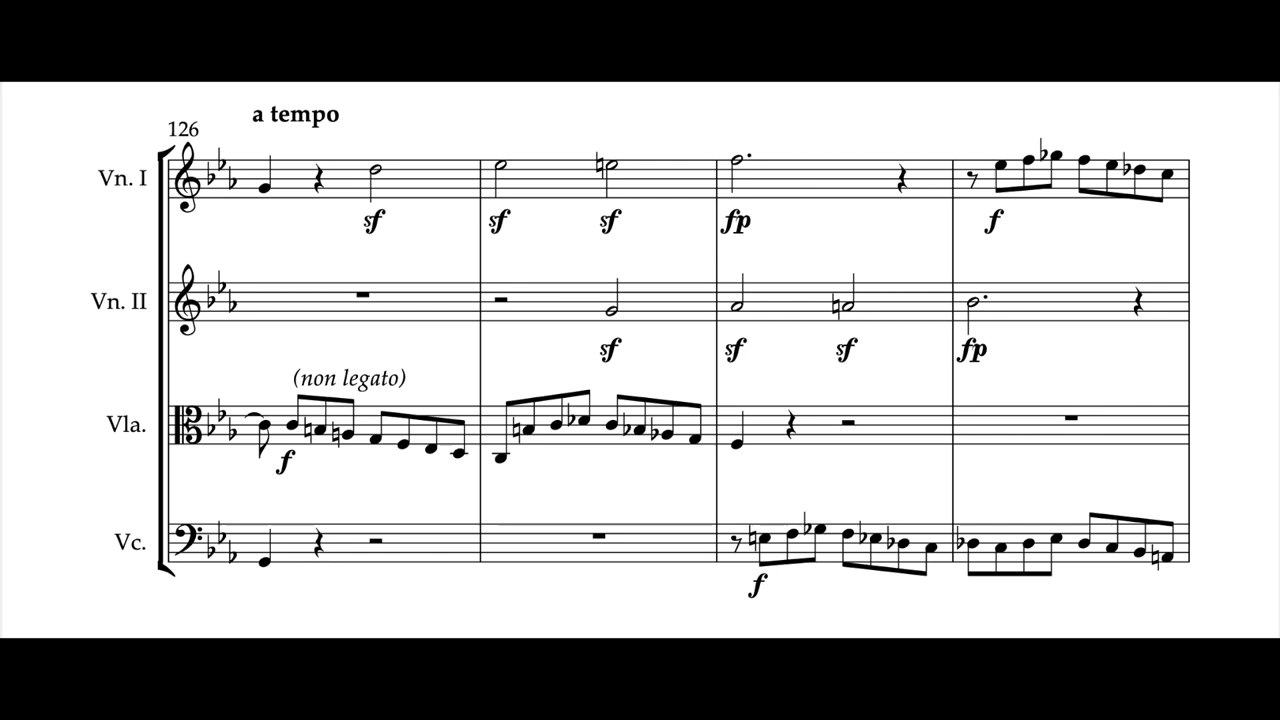 a tempo
126
Vn. I
sf sf sf fp f
Vn. II
sf sf sf fp
(non legato)
Vla.
f
Vc.
f